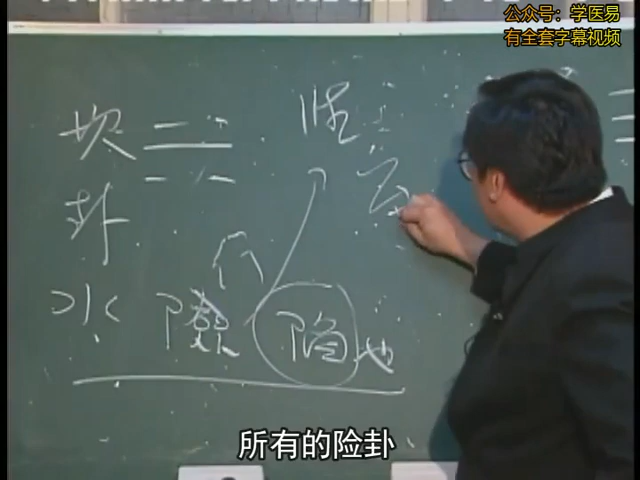 公众号：学医易
有全套字幕视频
坎
卦
水 險 陷也
所有的险卦